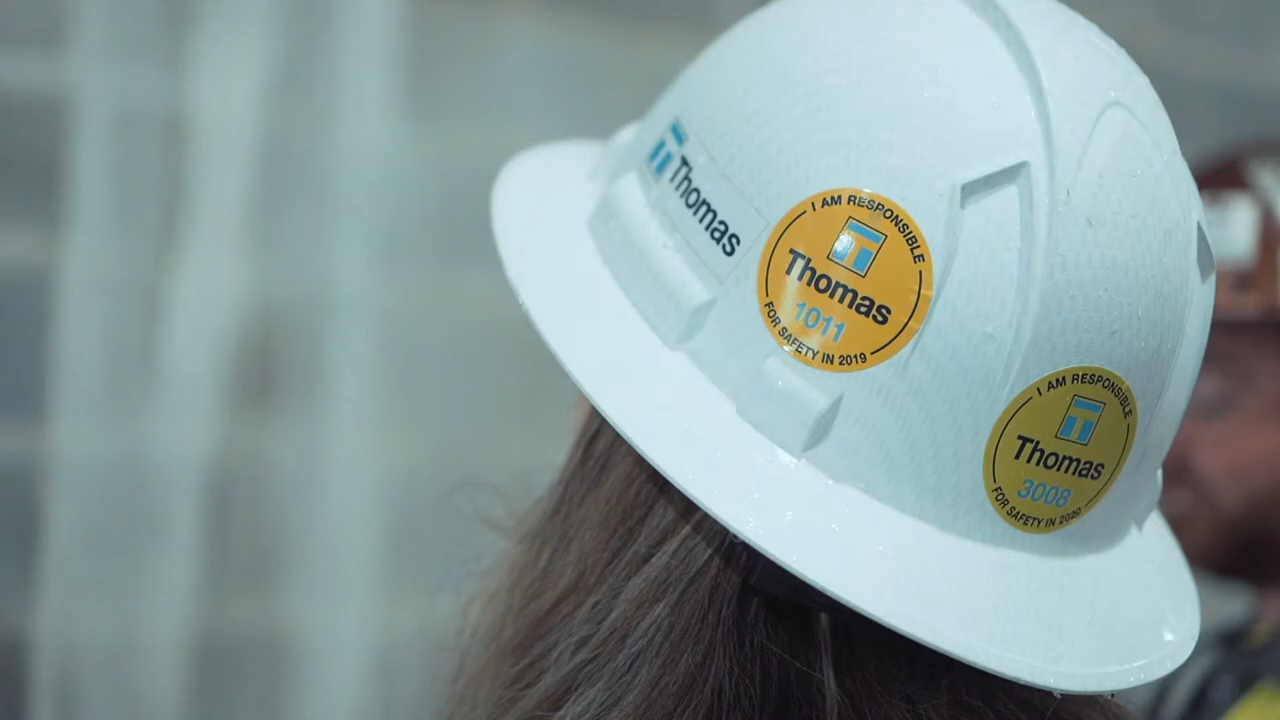 Thomas
I AM RESPONSIBLE
Thomas
1011
FOR SAFETY IN 2019
I AM RESPONSIBLE
Thomas
3008
FOR SAFETY IN 2020